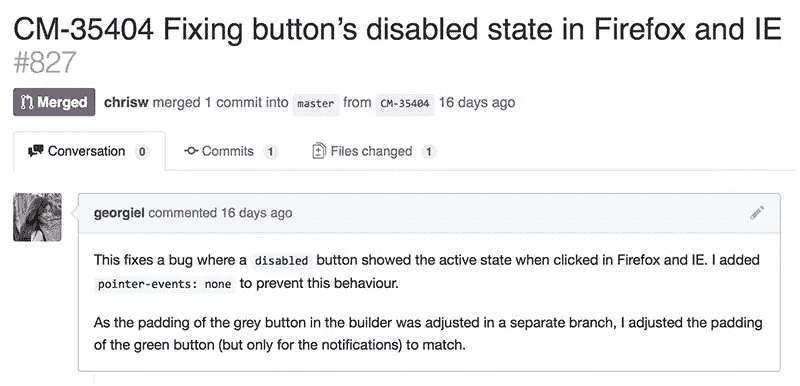 CM-35404 Fixing button’s disabled state in Firefox and IE
#827
Merged chrisw merged 1 commit into master from CM-35404 16 days ago
Conversation 0 Commits 1 Files changed 1
georgiel commented 16 days ago
This fixes a bug where a disabled button showed the active state when clicked in Firefox and IE. I added
pointer-events: none to prevent this behaviour.
As the padding of the grey button in the builder was adjusted in a separate branch, I adjusted the padding
of the green button (but only for the notifications) to match.